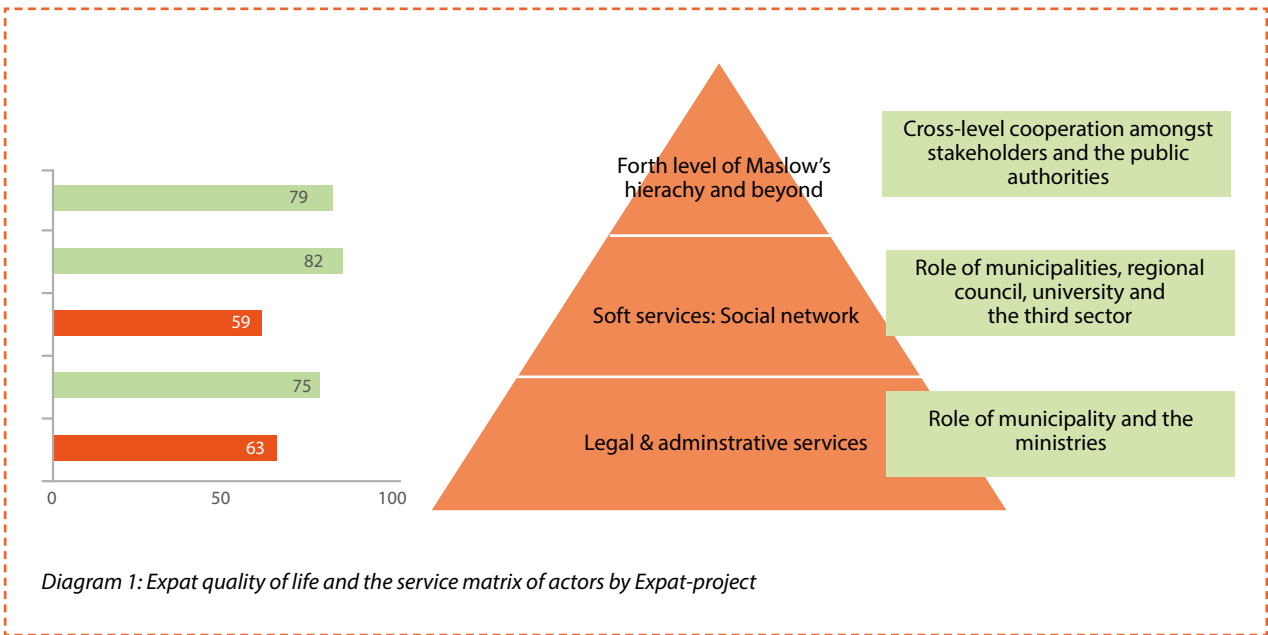 79
82
59
75
63
0 50 100
Forth level of Maslow's
hierachy and beyond
Soft services: Social network
Legal & adminstrative services
Cross-level cooperation amongst
stakeholders and the public
authorities
Role of municipalities, regional
council, university and
the third sector
Role of municipality and the
ministries
Diagram 1: Expat quality of life and the service matrix of actors by Expat-project